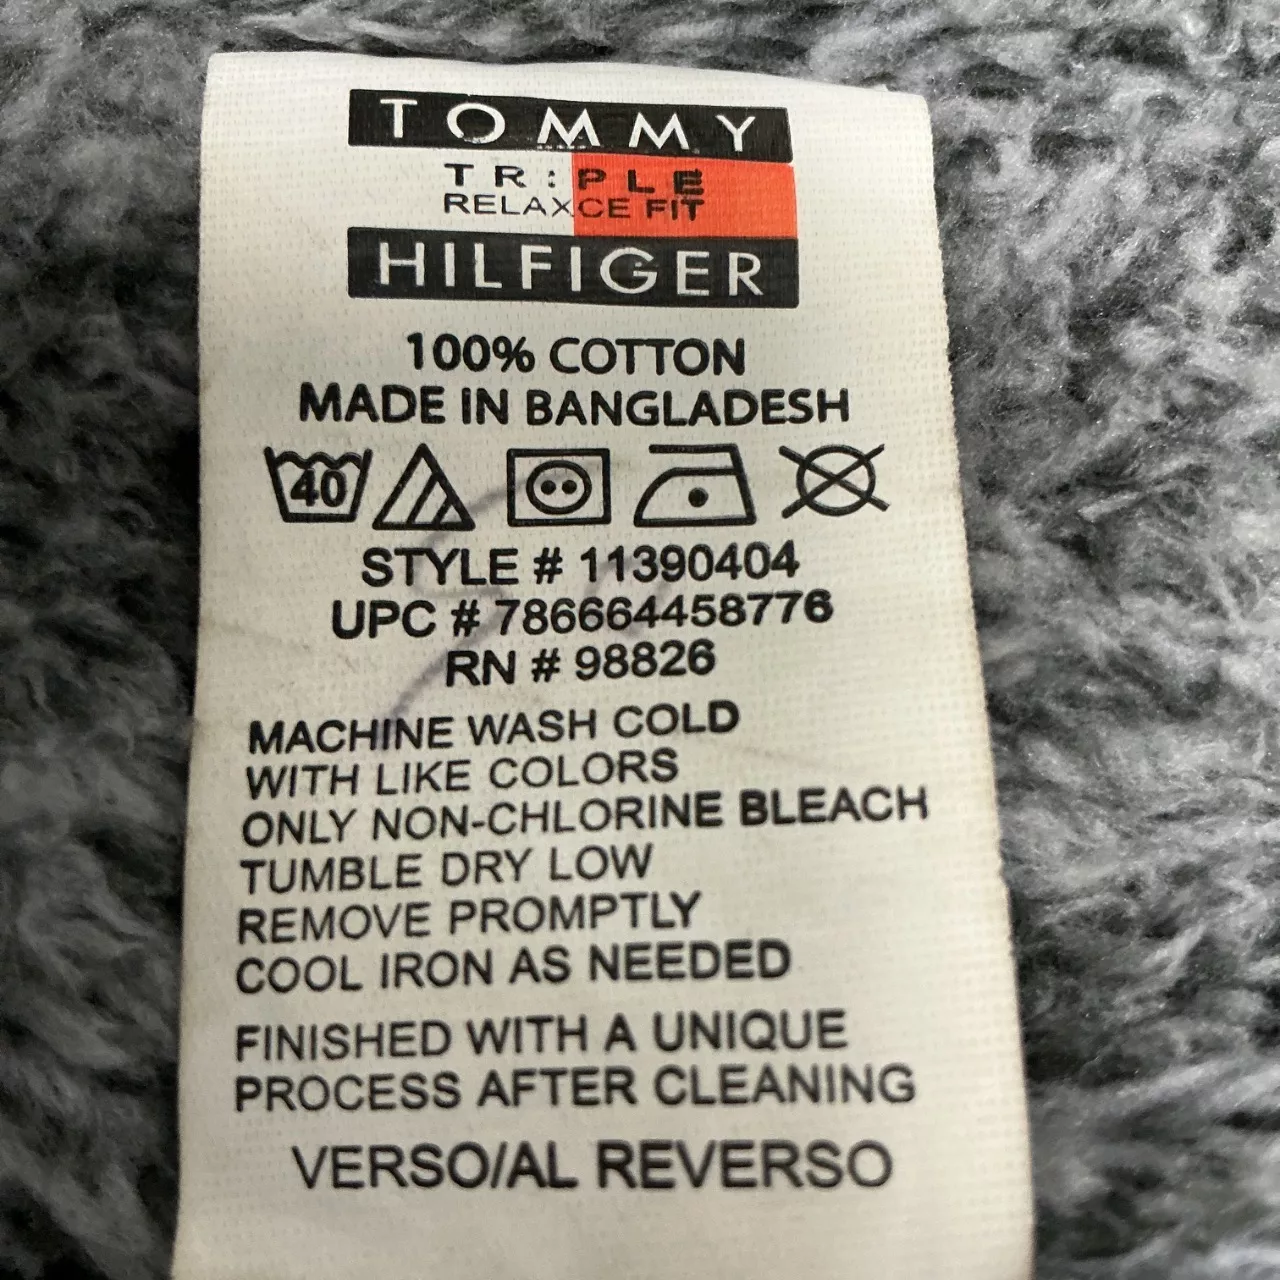 TOMMY
TR:PLE
RELAXCE FIT
HILFIGER
100% COTTON
MADE IN BANGLADESH
40
STYLE # 11390404
UPC # 786664458776
RN # 98826
MACHINE WASH COLD
WITH LIKE COLORS
ONLY NON-CHLORINE BLEACH
TUMBLE DRY LOW
REMOVE PROMPTLY
COOL IRON AS NEEDED
FINISHED WITH A UNIQUE
PROCESS AFTER CLEANING
VERSO/AL REVERSO